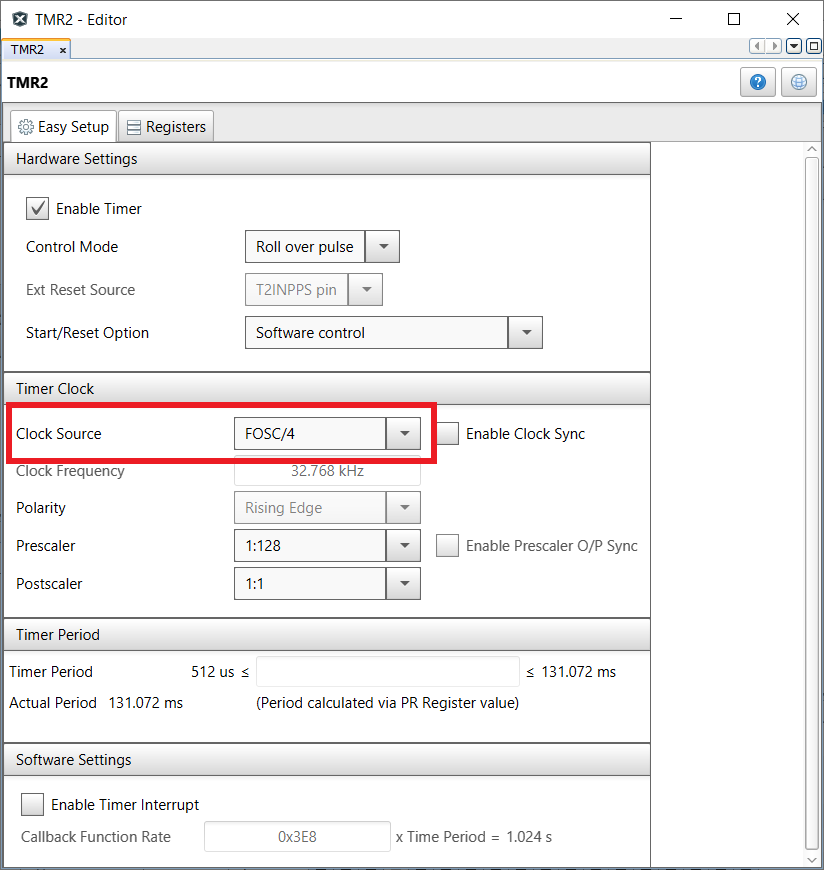 TMR2 - Editor
TMR2 ×
TMR2
Easy Setup Registers
Hardware Settings
Enable Timer
Control Mode Roll over pulse
Ext Reset Source T2INPPS pin
Start/Reset Option Software control
Timer Clock
Clock Source FOSC/4 Enable Clock Sync
Clock Frequency 32.768 kHz
Polarity Rising Edge
Prescaler 1:128 Enable Prescaler O/P Sync
Postscaler 1:1
Timer Period
Timer Period 512 us ≤ ≤ 131.072 ms
Actual Period 131.072 ms (Period calculated via PR Register value)
Software Settings
Enable Timer Interrupt
Callback Function Rate 0x3E8 x Time Period = 1.024 s